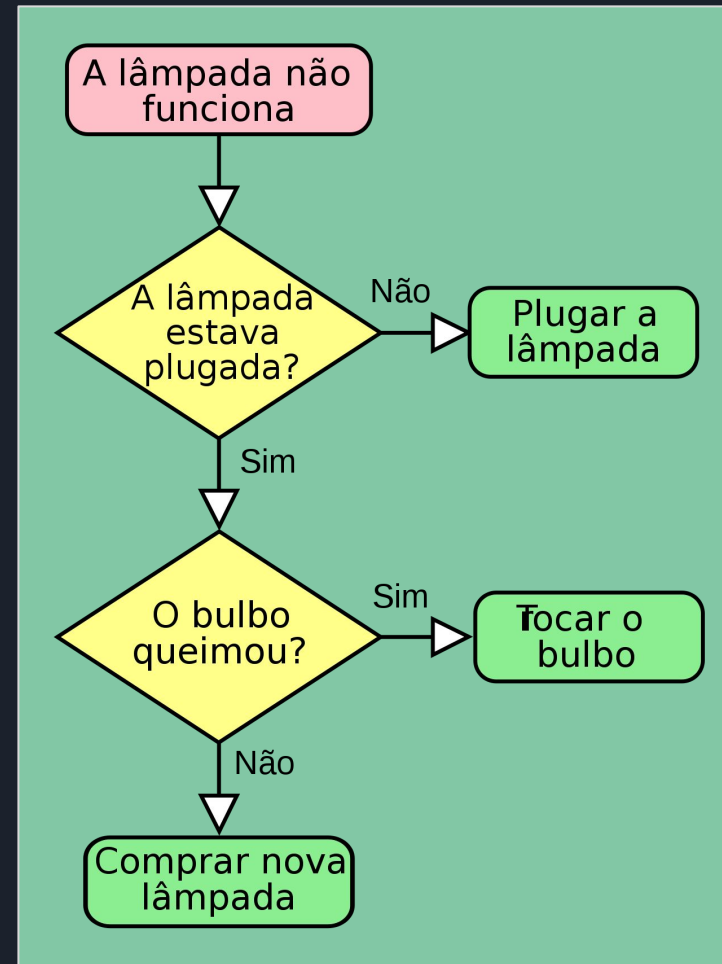 A lâmpada não
funciona
A lâmpada
estava
plugada?
Não
Plugar a
lâmpada
Sim
O bulbo
queimou?
Sim
Trocar o
bulbo
Não
Comprar nova
lâmpada